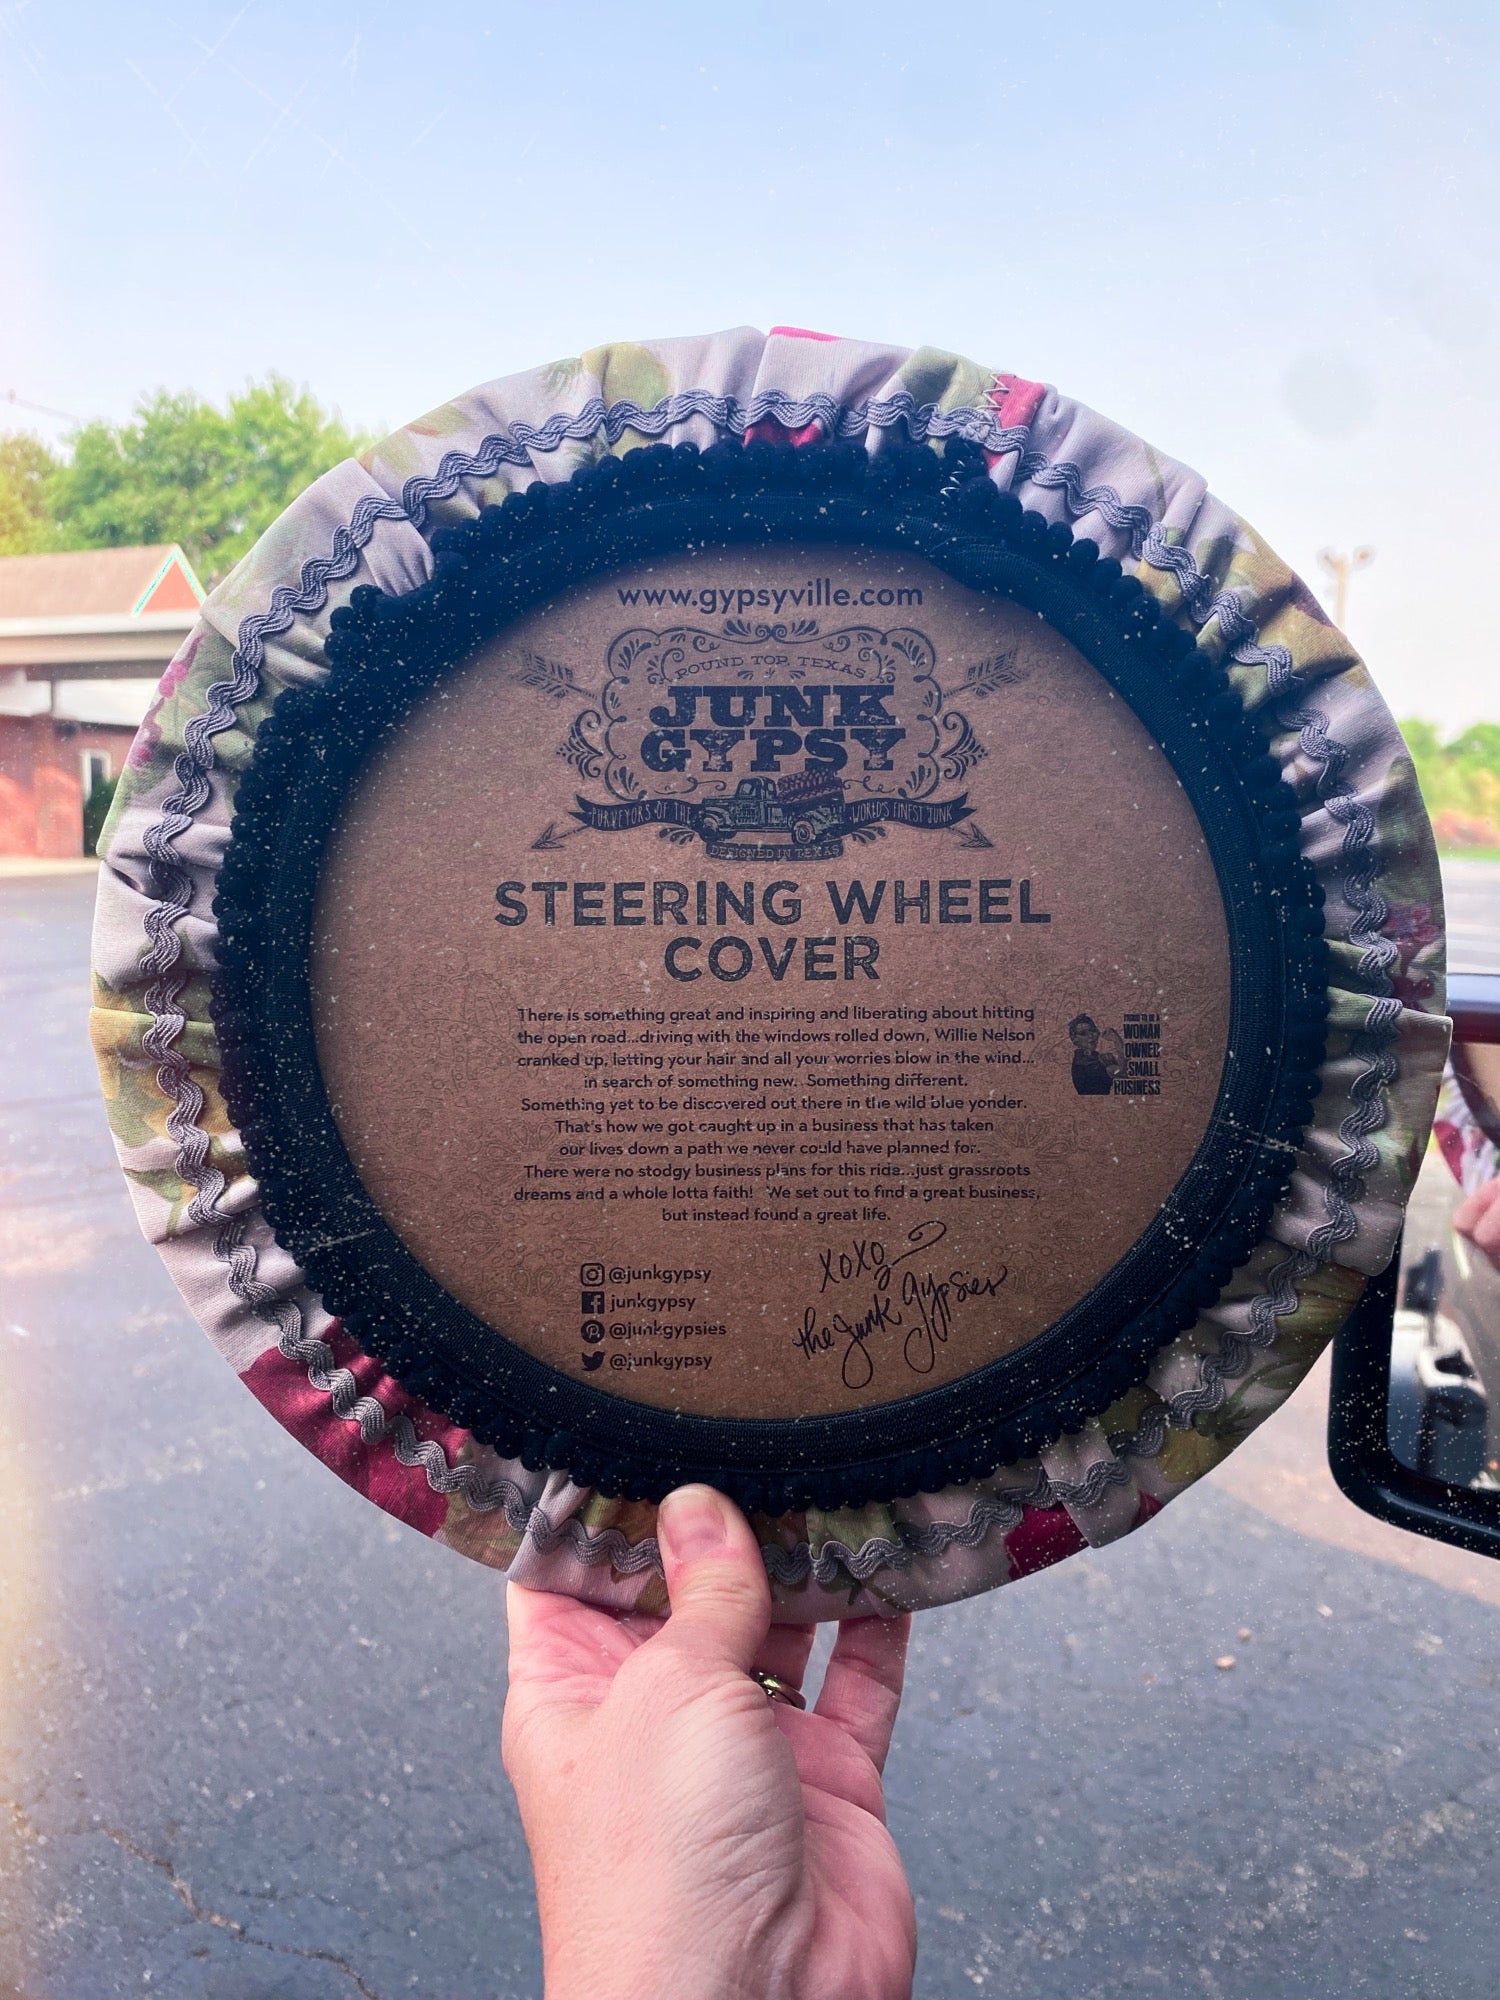 www.gypsyville.com
ROUND TOP, TEXAS
JUNK
GYPSY
PURVEYORS OF THE WORLD'S FINEST JUNK
DESIGNED IN TEXAS
STEERING WHEEL
COVER
There is something great and inspiring and liberating about hitting
the open road...driving with the windows rolled down, Willie Nelson
cranked up, letting your hair and all your worries blow in the wind...
in search of something new. Something different.
Something yet to be discovered out there in the wild blue yonder.
That's how we got caught up in a business that has taken
our lives down a path we never could have planned for.
There were no stodgy business plans for this ride...just grassroots
dreams and a whole lotta faith! We set out to find a great business,
but instead found a great life.
PROUD TO BE A
WOMAN
OWNED
SMALL
BUSINESS
@junkgypsy
junkgypsy
@junkgypsies
@junkgypsy
xoxo
the Junk Gypsies